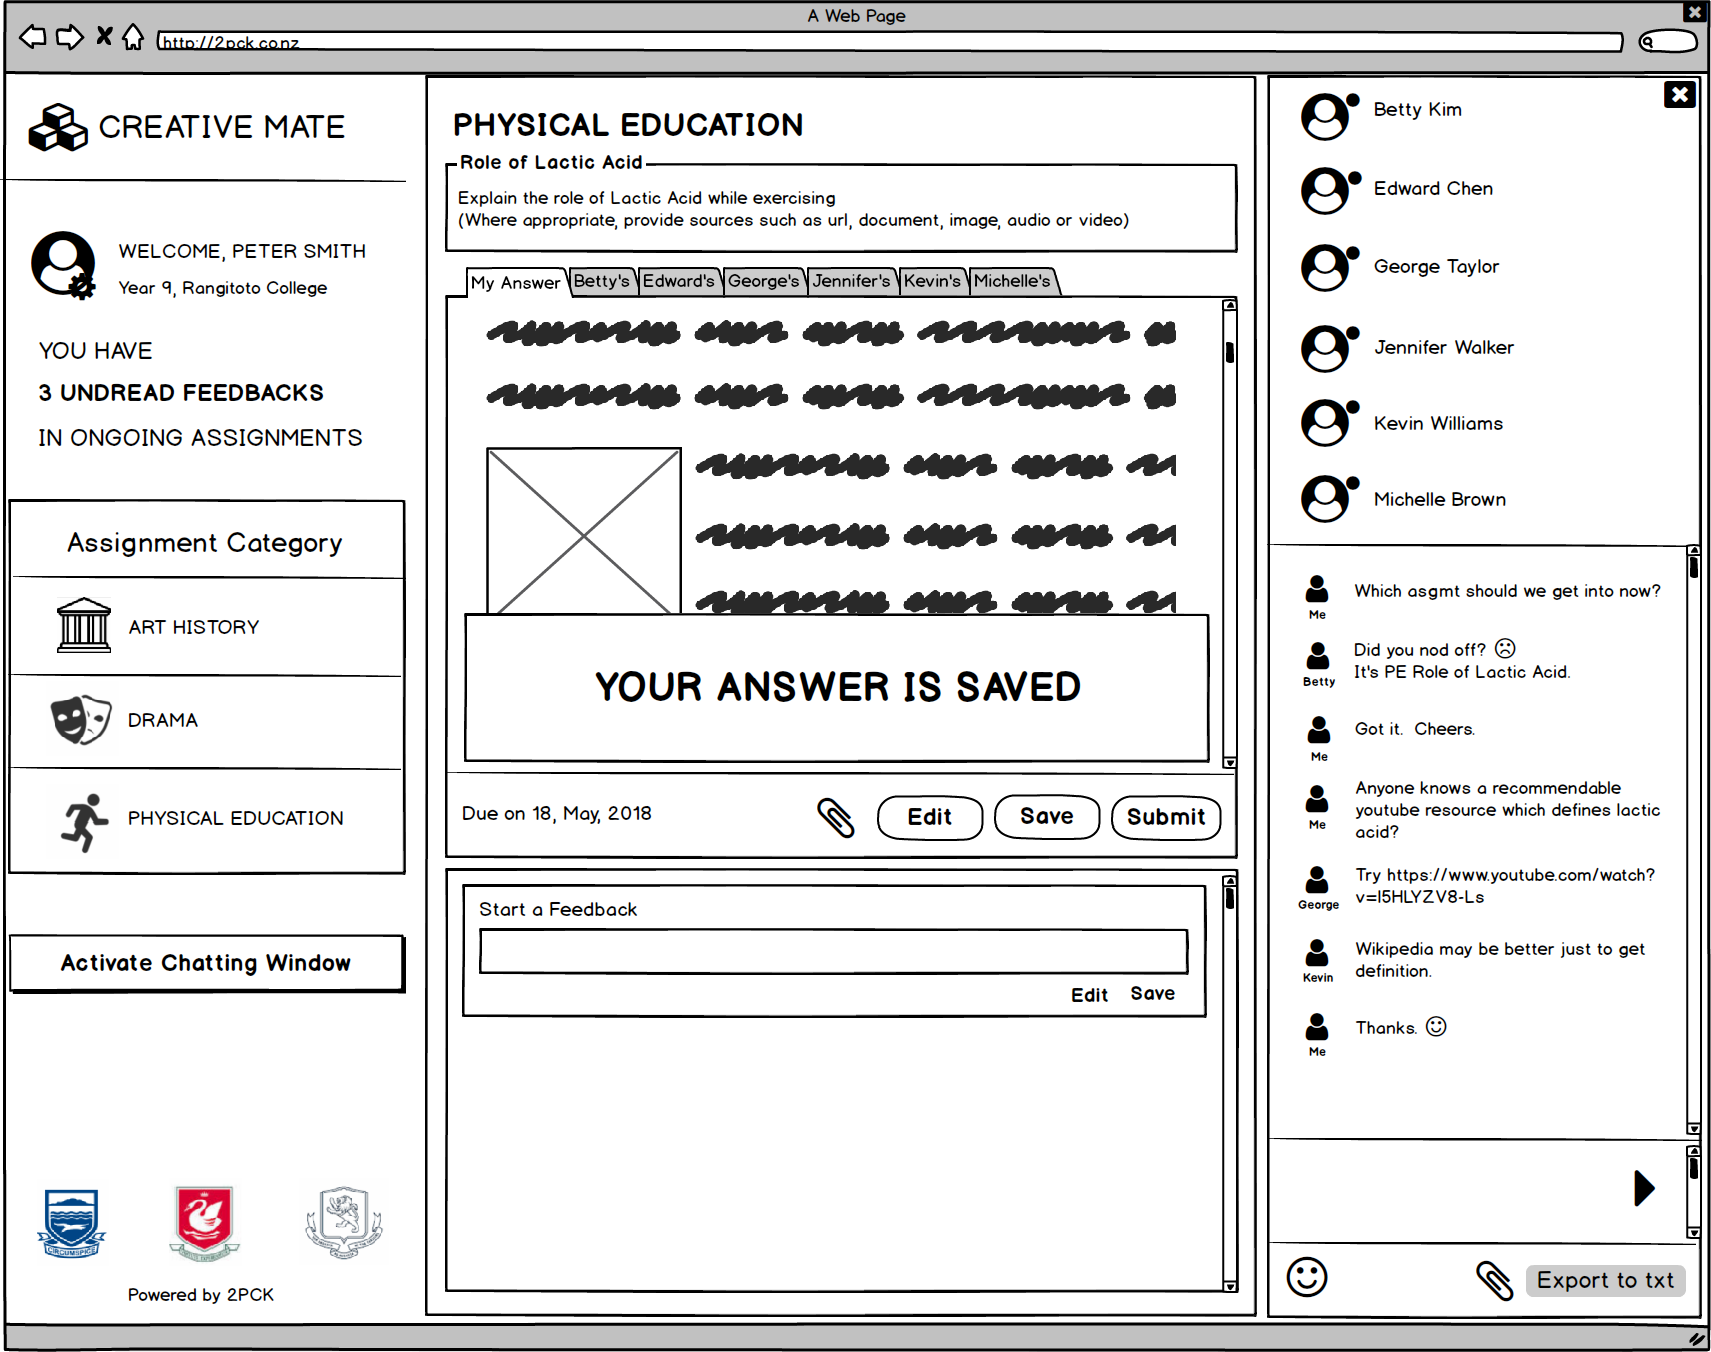 A Web Page
http://2pck.co.nz
CREATIVE MATE
WELCOME, PETER SMITH
Year 9, Rangitoto College
YOU HAVE
3 UNDREAD FEEDBACKS
IN ONGOING ASSIGNMENTS
Assignment Category
ART HISTORY
DRAMA
PHYSICAL EDUCATION
Activate Chatting Window
CIRCUMSPICE
Powered by 2PCK
PHYSICAL EDUCATION
Role of Lactic Acid
Explain the role of Lactic Acid while exercising
(Where appropriate, provide sources such as url, document, image, audio or video)
My Answer Betty's Edward's George's Jennifer's Kevin's Michelle's
YOUR ANSWER IS SAVED
Due on 18, May, 2018
Edit Save Submit
Start a Feedback
Edit Save
Betty Kim
Edward Chen
George Taylor
Jennifer Walker
Kevin Williams
Michelle Brown
Me
Which asgmt should we get into now?
Betty
Did you nod off? ☹
It's PE Role of Lactic Acid.
Me
Got it. Cheers.
Me
Anyone knows a recommendable
youtube resource which defines lactic
acid?
George
Try https://www.youtube.com/watch?
v=I5HLYZV8-Ls
Kevin
Wikipedia may be better just to get
definition.
Me
Thanks. ☺
Export to txt